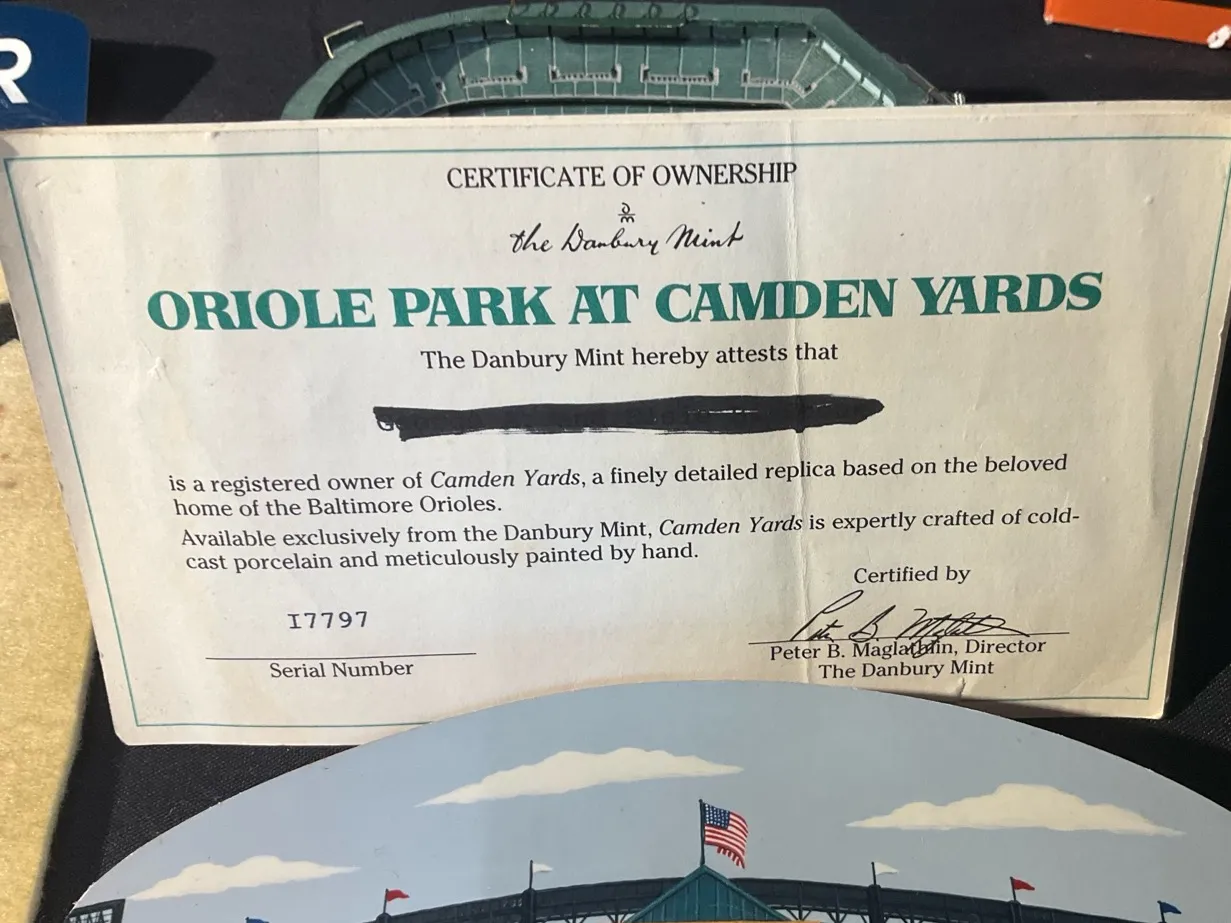 R
CERTIFICATE OF OWNERSHIP
the Danbury Mint
ORIOLE PARK AT CAMDEN YARDS
The Danbury Mint hereby attests that
is a registered owner of Camden Yards, a finely detailed replica based on the beloved
home of the Baltimore Orioles.
Available exclusively from the Danbury Mint, Camden Yards is expertly crafted of cold-
cast porcelain and meticulously painted by hand.
Certified by
I7797
Peter B. Maglathlin, Director
Serial Number
The Danbury Mint